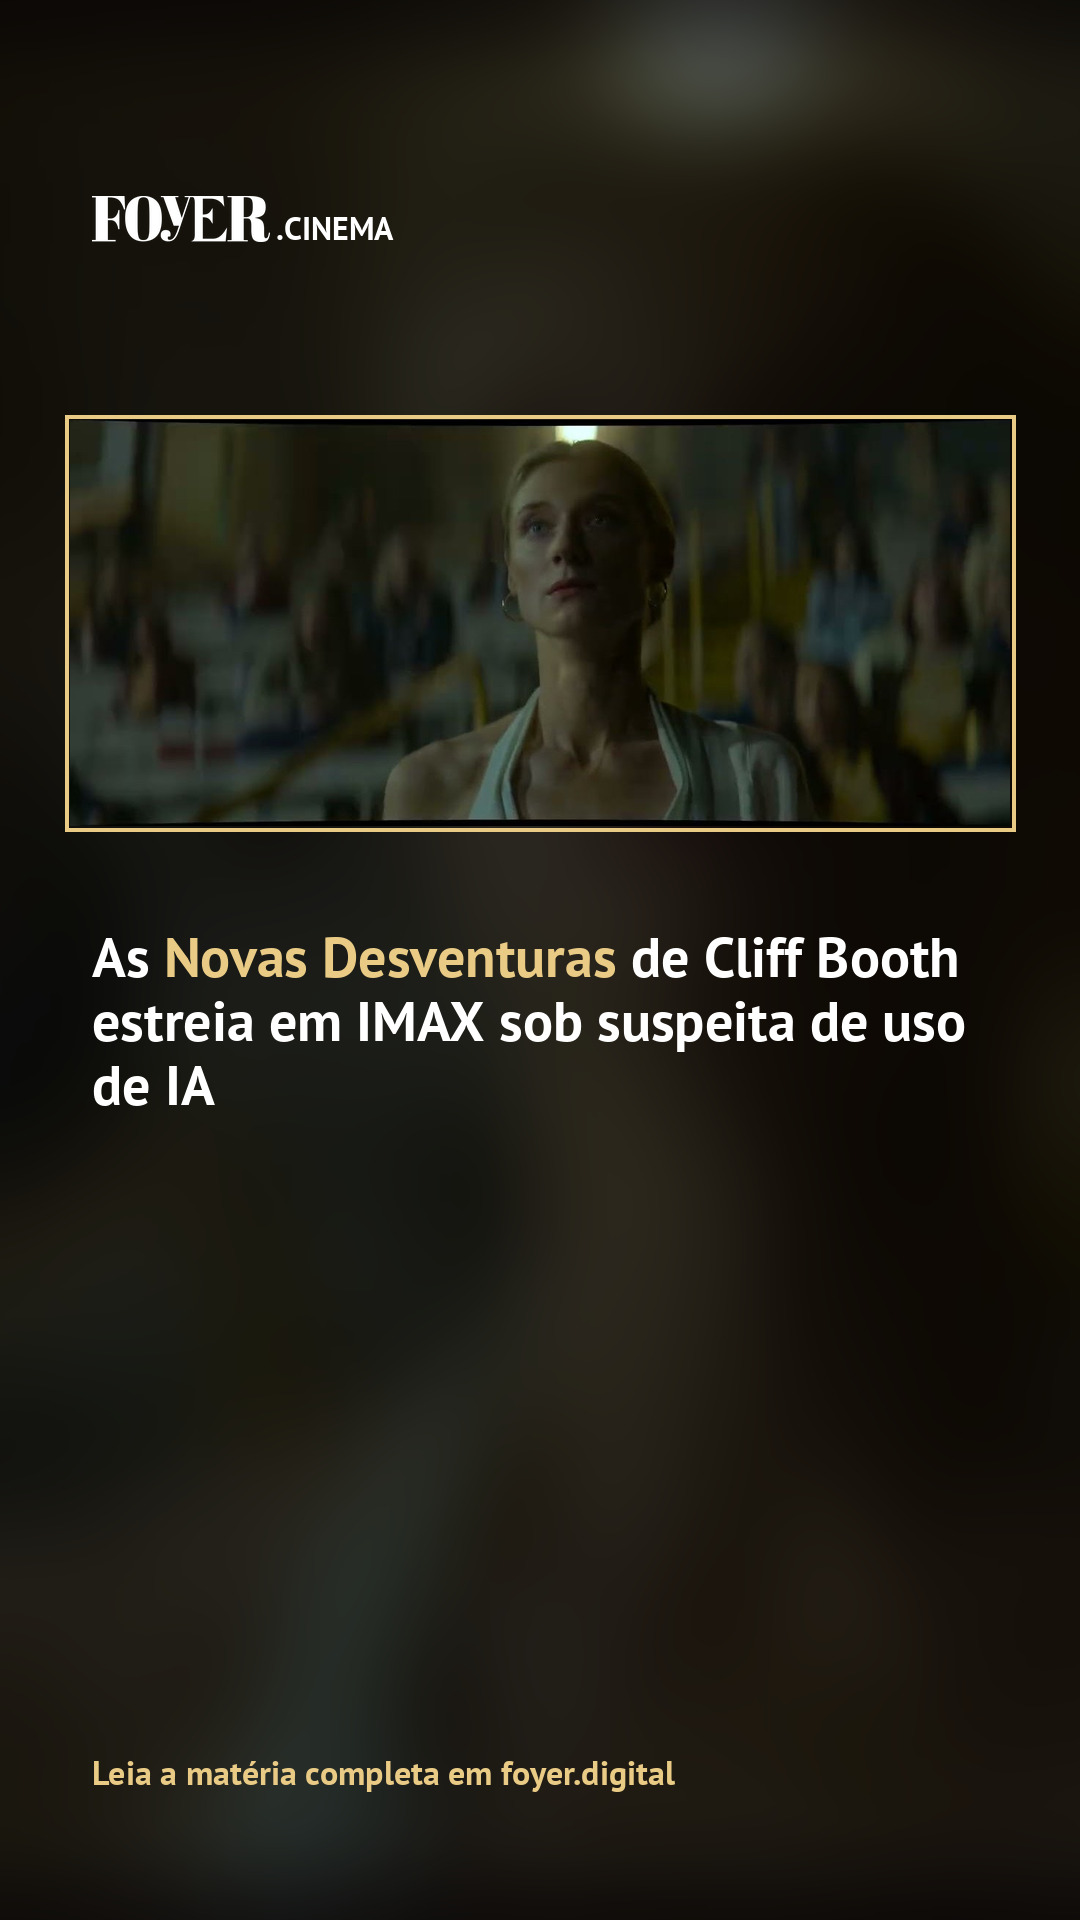 FOYER.CINEMA
As Novas Desventuras de Cliff Booth
estreia em IMAX sob suspeita de uso
de IA
Leia a matéria completa em foyer.digital